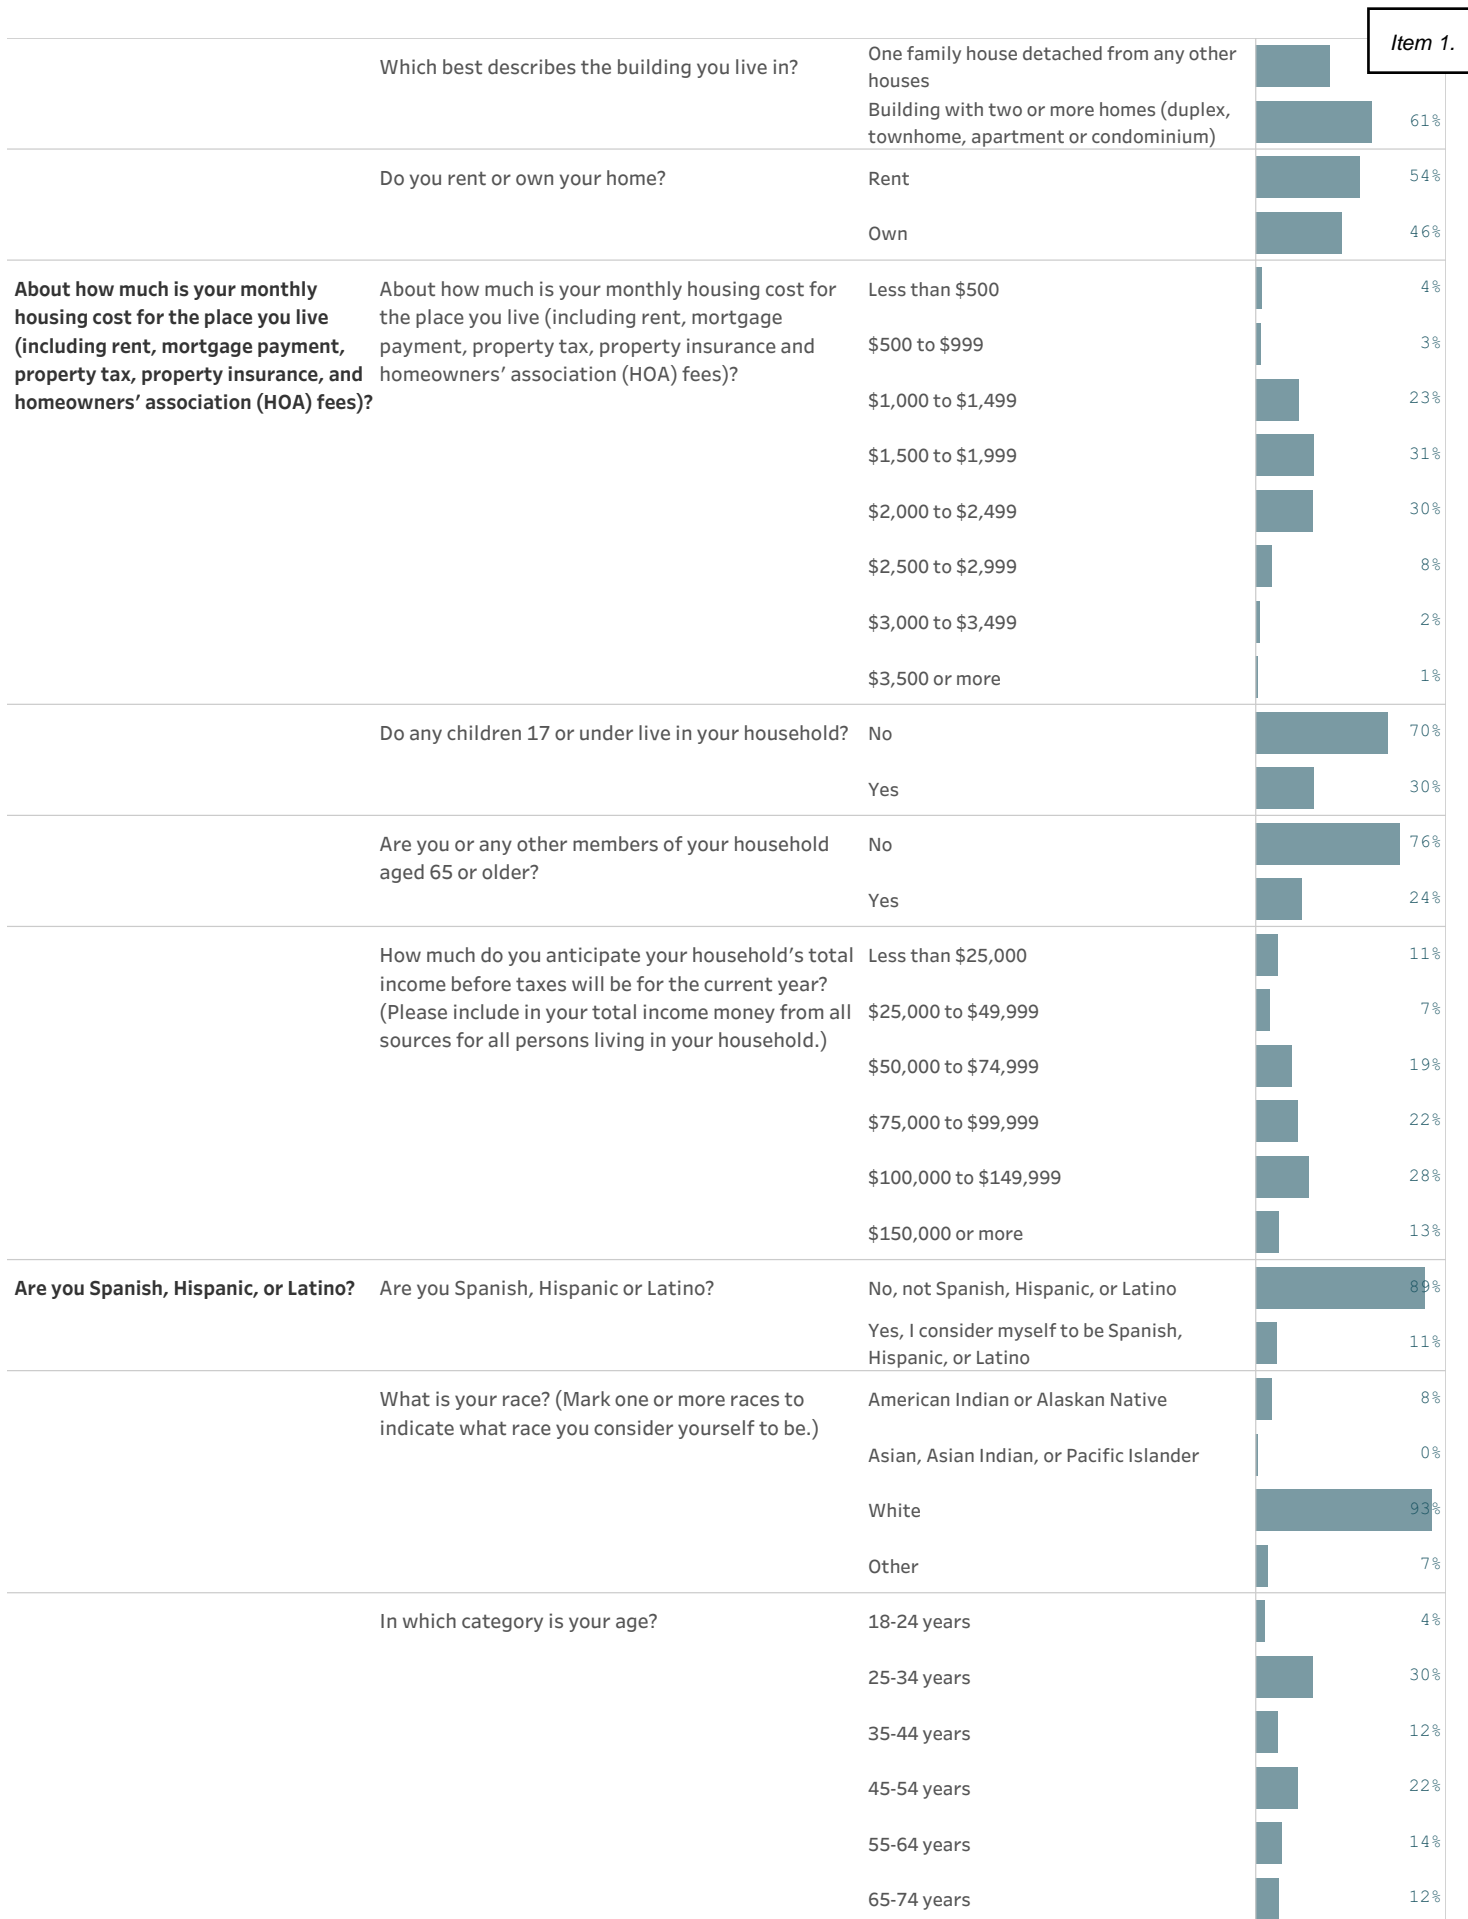 Item 1.
Which best describes the building you live in?
One family house detached from any other
houses
Building with two or more homes (duplex,
townhome, apartment or condominium)
61%
Do you rent or own your home?
Rent
54%
Own
46%
About how much is your monthly
housing cost for the place you live
(including rent, mortgage payment,
property tax, property insurance, and
homeowners’ association (HOA) fees)?
About how much is your monthly housing cost for
the place you live (including rent, mortgage
payment, property tax, property insurance and
homeowners’ association (HOA) fees)?
Less than $500
4%
$500 to $999
3%
$1,000 to $1,499
23%
$1,500 to $1,999
31%
$2,000 to $2,499
30%
$2,500 to $2,999
8%
$3,000 to $3,499
2%
$3,500 or more
1%
Do any children 17 or under live in your household?
No
70%
Yes
30%
Are you or any other members of your household
aged 65 or older?
No
76%
Yes
24%
How much do you anticipate your household’s total
income before taxes will be for the current year?
(Please include in your total income money from all
sources for all persons living in your household.)
Less than $25,000
11%
$25,000 to $49,999
7%
$50,000 to $74,999
19%
$75,000 to $99,999
22%
$100,000 to $149,999
28%
$150,000 or more
13%
Are you Spanish, Hispanic, or Latino?
Are you Spanish, Hispanic or Latino?
No, not Spanish, Hispanic, or Latino
89%
Yes, I consider myself to be Spanish,
Hispanic, or Latino
11%
What is your race? (Mark one or more races to
indicate what race you consider yourself to be.)
American Indian or Alaskan Native
8%
Asian, Asian Indian, or Pacific Islander
0%
White
93%
Other
7%
In which category is your age?
18-24 years
4%
25-34 years
30%
35-44 years
12%
45-54 years
22%
55-64 years
14%
65-74 years
12%